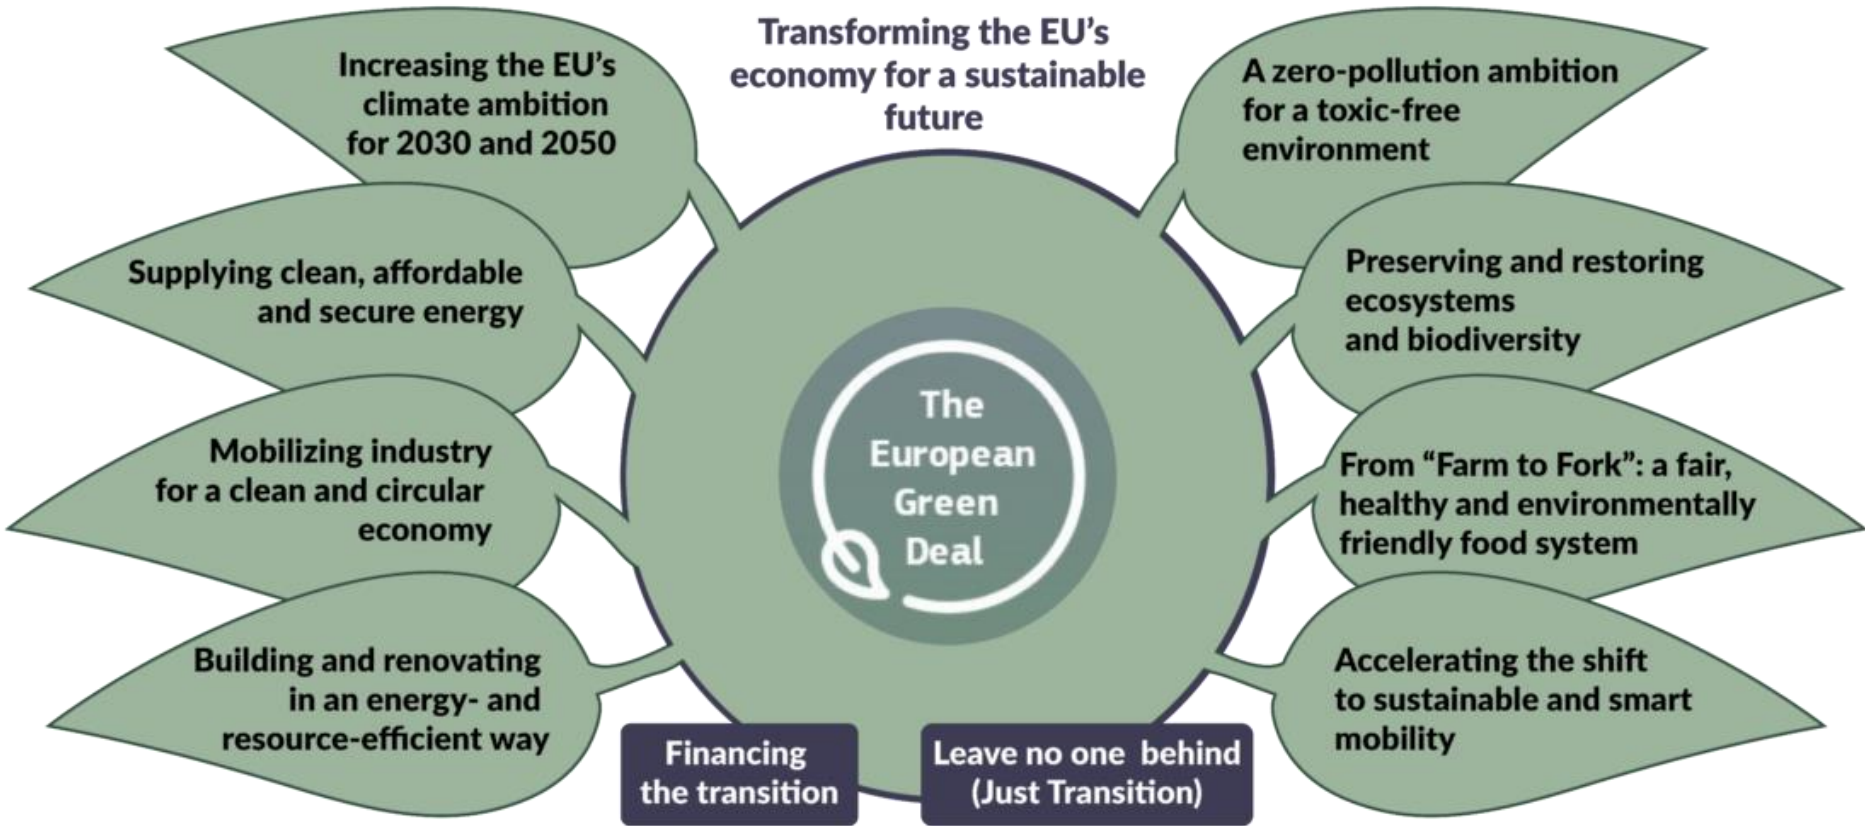 Transforming the EU's
economy for a sustainable
future
Increasing the EU's
climate ambition
for 2030 and 2050
Supplying clean, affordable
and secure energy
Mobilizing industry
for a clean and circular
economy
Building and renovating
in an energy- and
resource-efficient way
The
European
Green
Deal
A zero-pollution ambition
for a toxic-free
environment
Preserving and restoring
ecosystems
and biodiversity
From “Farm to Fork”: a fair,
healthy and environmentally
friendly food system
Accelerating the shift
to sustainable and smart
mobility
Financing
the transition
Leave no one behind
(Just Transition)